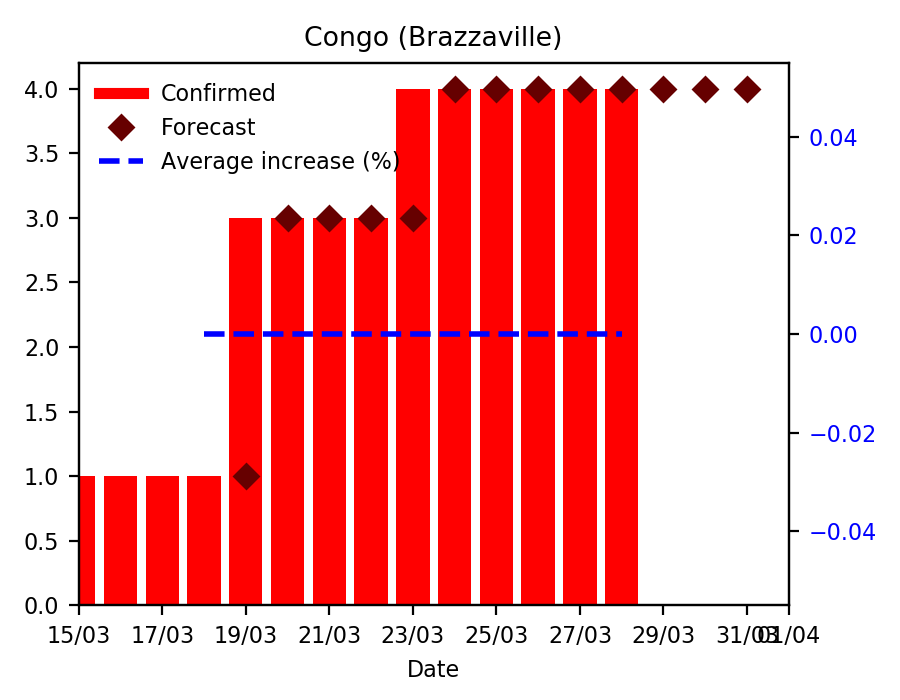 Congo (Brazzaville)
Confirmed
Forecast
Average increase (%)
4.0
3.5
3.0
2.5
2.0
1.5
1.0
0.5
0.0
0.04
0.02
0.00
−0.02
−0.04
15/03 17/03 19/03 21/03 23/03 25/03 27/03 29/03 31/03 01/04
Date